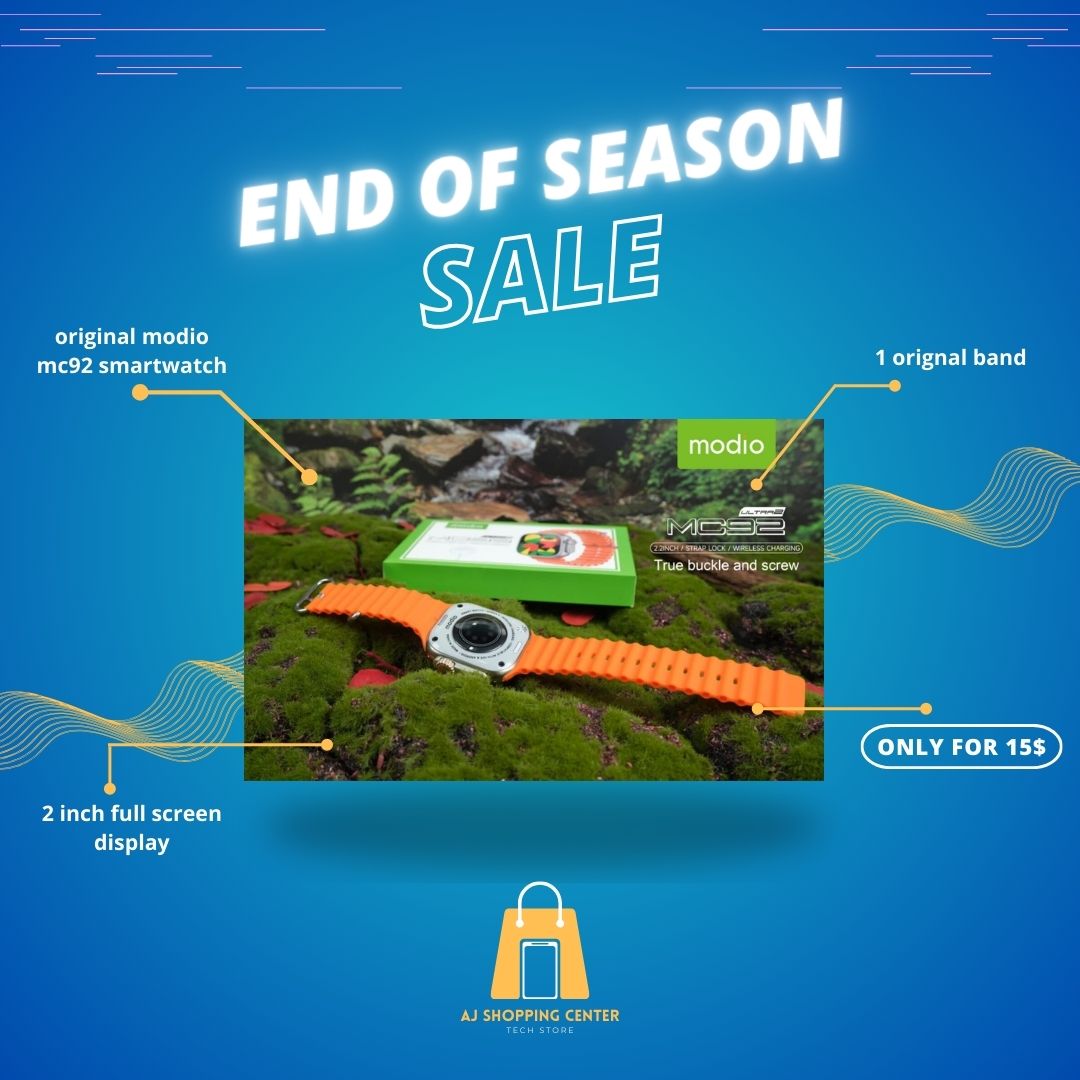 END OF SEASON
SALE
original modio
mc92 smartwatch
1 orignal band
modio
ULTRA2
MC92
2.2INCH / STRAP LOCK / WIRELESS CHARGING
True buckle and screw
ONLY FOR 15$
2 inch full screen
display
AJ SHOPPING CENTER
TECH STORE